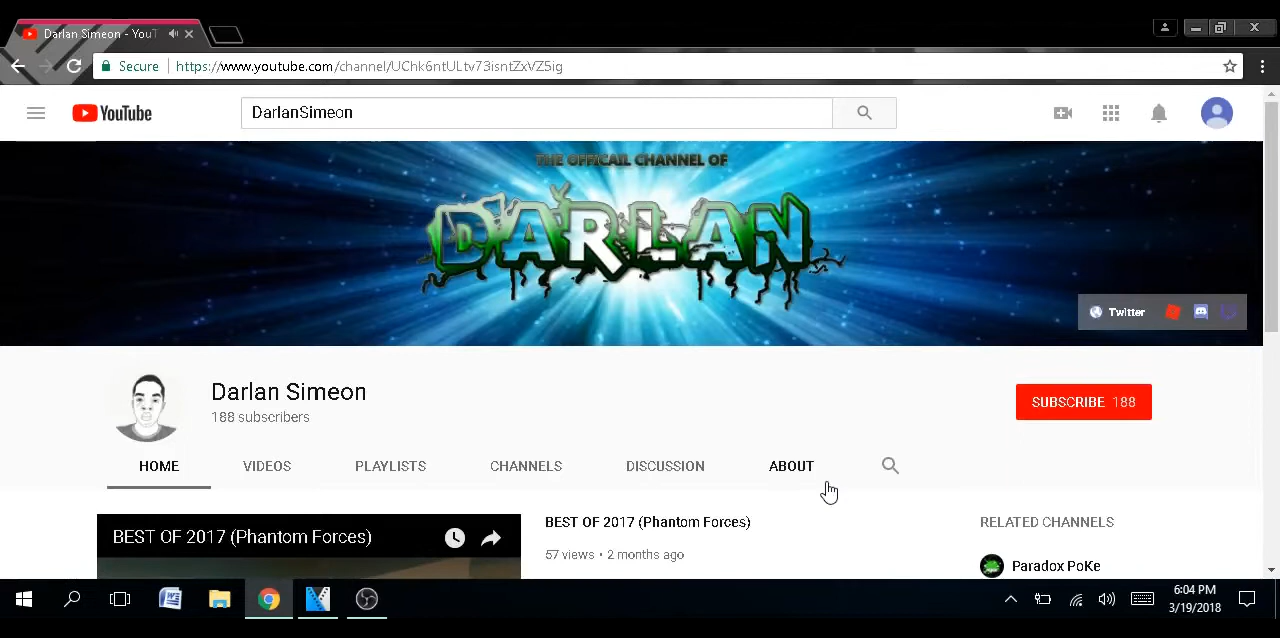 Darlan Simeon - YouT
Secure https://www.youtube.com/channel/UChk6ntULtv73isntZxVZ5ig
YouTube
DarlanSimeon
THE OFFICAIL CHANNEL OF
DARLAN
Twitter
Darlan Simeon
188 subscribers
SUBSCRIBE 188
HOME VIDEOS PLAYLISTS CHANNELS DISCUSSION ABOUT
BEST OF 2017 (Phantom Forces)
BEST OF 2017 (Phantom Forces)
57 views • 2 months ago
RELATED CHANNELS
Paradox PoKe
6:04 PM
3/19/2018